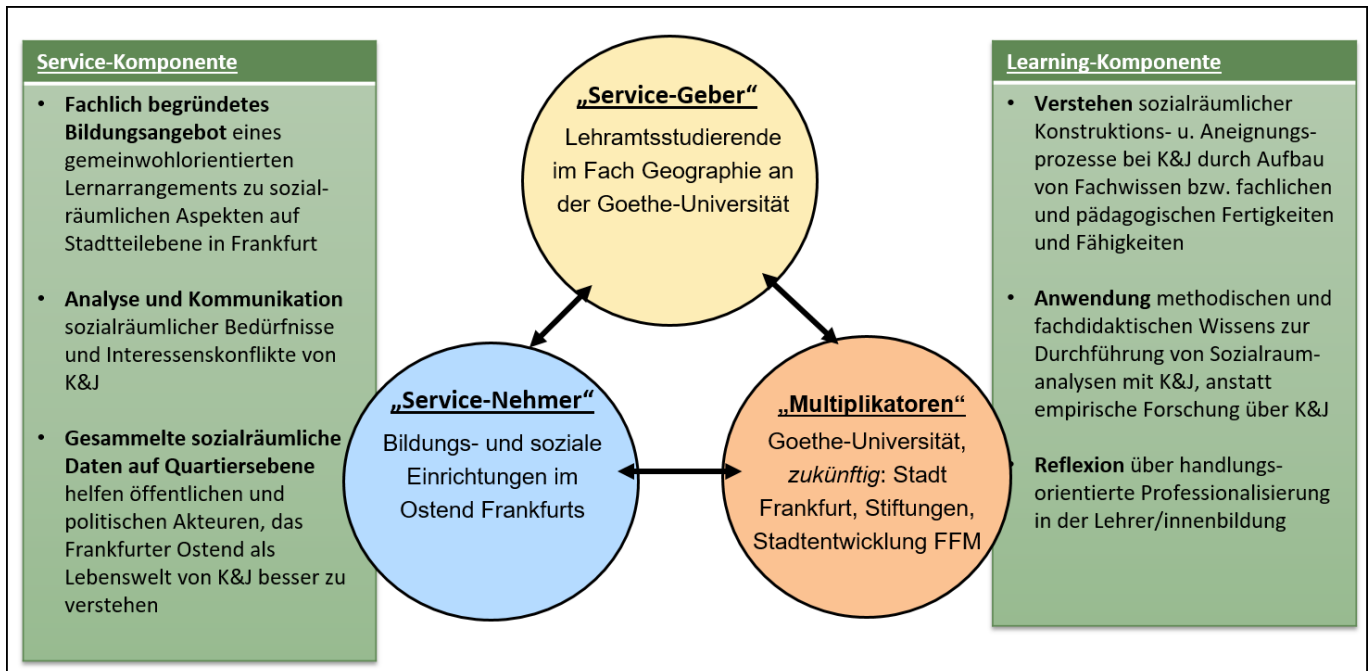 Service-Komponente
• Fachlich begründetes
Bildungsangebot eines
gemeinwohlorientierten
Lernarrangements zu sozial-
räumlichen Aspekten auf
Stadtteilebene in Frankfurt
• Analyse und Kommunikation
sozialräumlicher Bedürfnisse
und Interessenskonflikte von
K&J
• Gesammelte sozialräumliche
Daten auf Quartiersebene
helfen öffentlichen und
politischen Akteuren, das
Frankfurter Ostend als
Lebenswelt von K&J besser zu
verstehen
„Service-Geber“
Lehramtsstudierende
im Fach Geographie an
der Goethe-Universität
„Service-Nehmer“
Bildungs- und soziale
Einrichtungen im
Ostend Frankfurts
„Multiplikatoren“
Goethe-Universität,
zukünftig: Stadt
Frankfurt, Stiftungen,
Stadtentwicklung FFM
Learning-Komponente
• Verstehen sozialräumlicher
Konstruktions- u. Aneignungs-
prozesse bei K&J durch Aufbau
von Fachwissen bzw. fachlichen
und pädagogischen Fertigkeiten
und Fähigkeiten
• Anwendung methodischen und
fachdidaktischen Wissens zur
Durchführung von Sozialraum-
analysen mit K&J, anstatt
empirische Forschung über K&J
• Reflexion über handlungs-
orientierte Professionalisierung
in der Lehrer/innenbildung